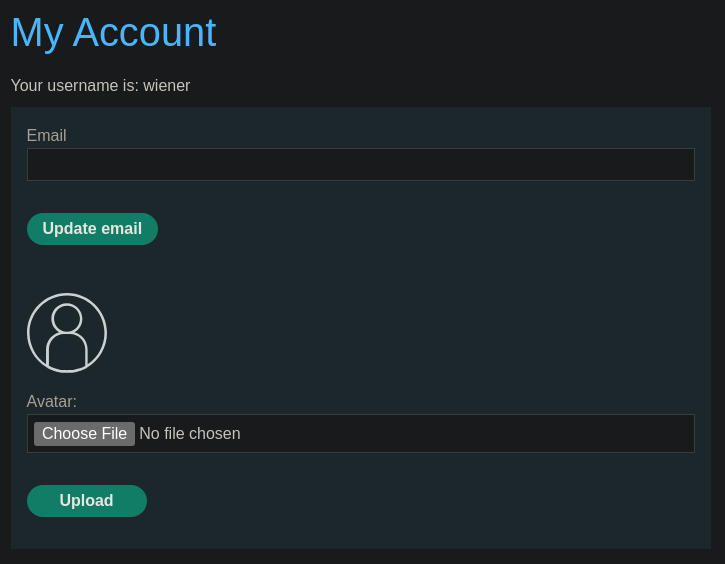 My Account
Your username is: wiener
Email
Update email
Avatar:
Choose File No file chosen
Upload